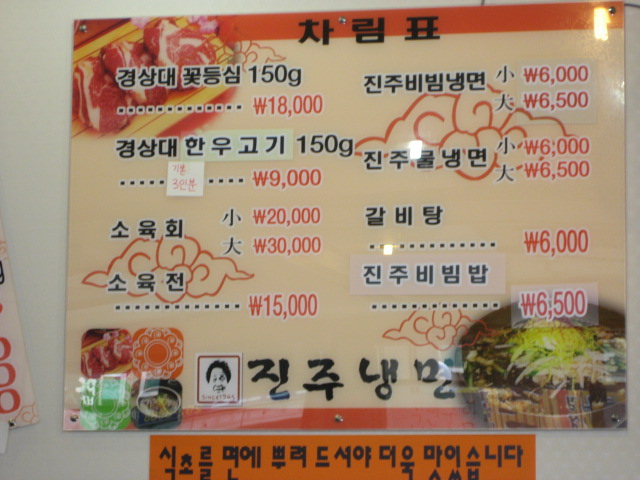 차림표
경상대 꽃등심 150g
₩18,000
경상대 한우고기 150g
기본
3인분
₩9,000
소육회 小 ₩20,000
大 ₩30,000
소육전
₩15,000
진주비빔냉면 小 ₩6,000
大 ₩6,500
진주물냉면 小 ₩6,000
大 ₩6,500
갈비탕
₩6,000
진주비빔밥
₩6,500
진주냉면
식초를 면에 뿌려 드셔야 더욱 맛있습니다